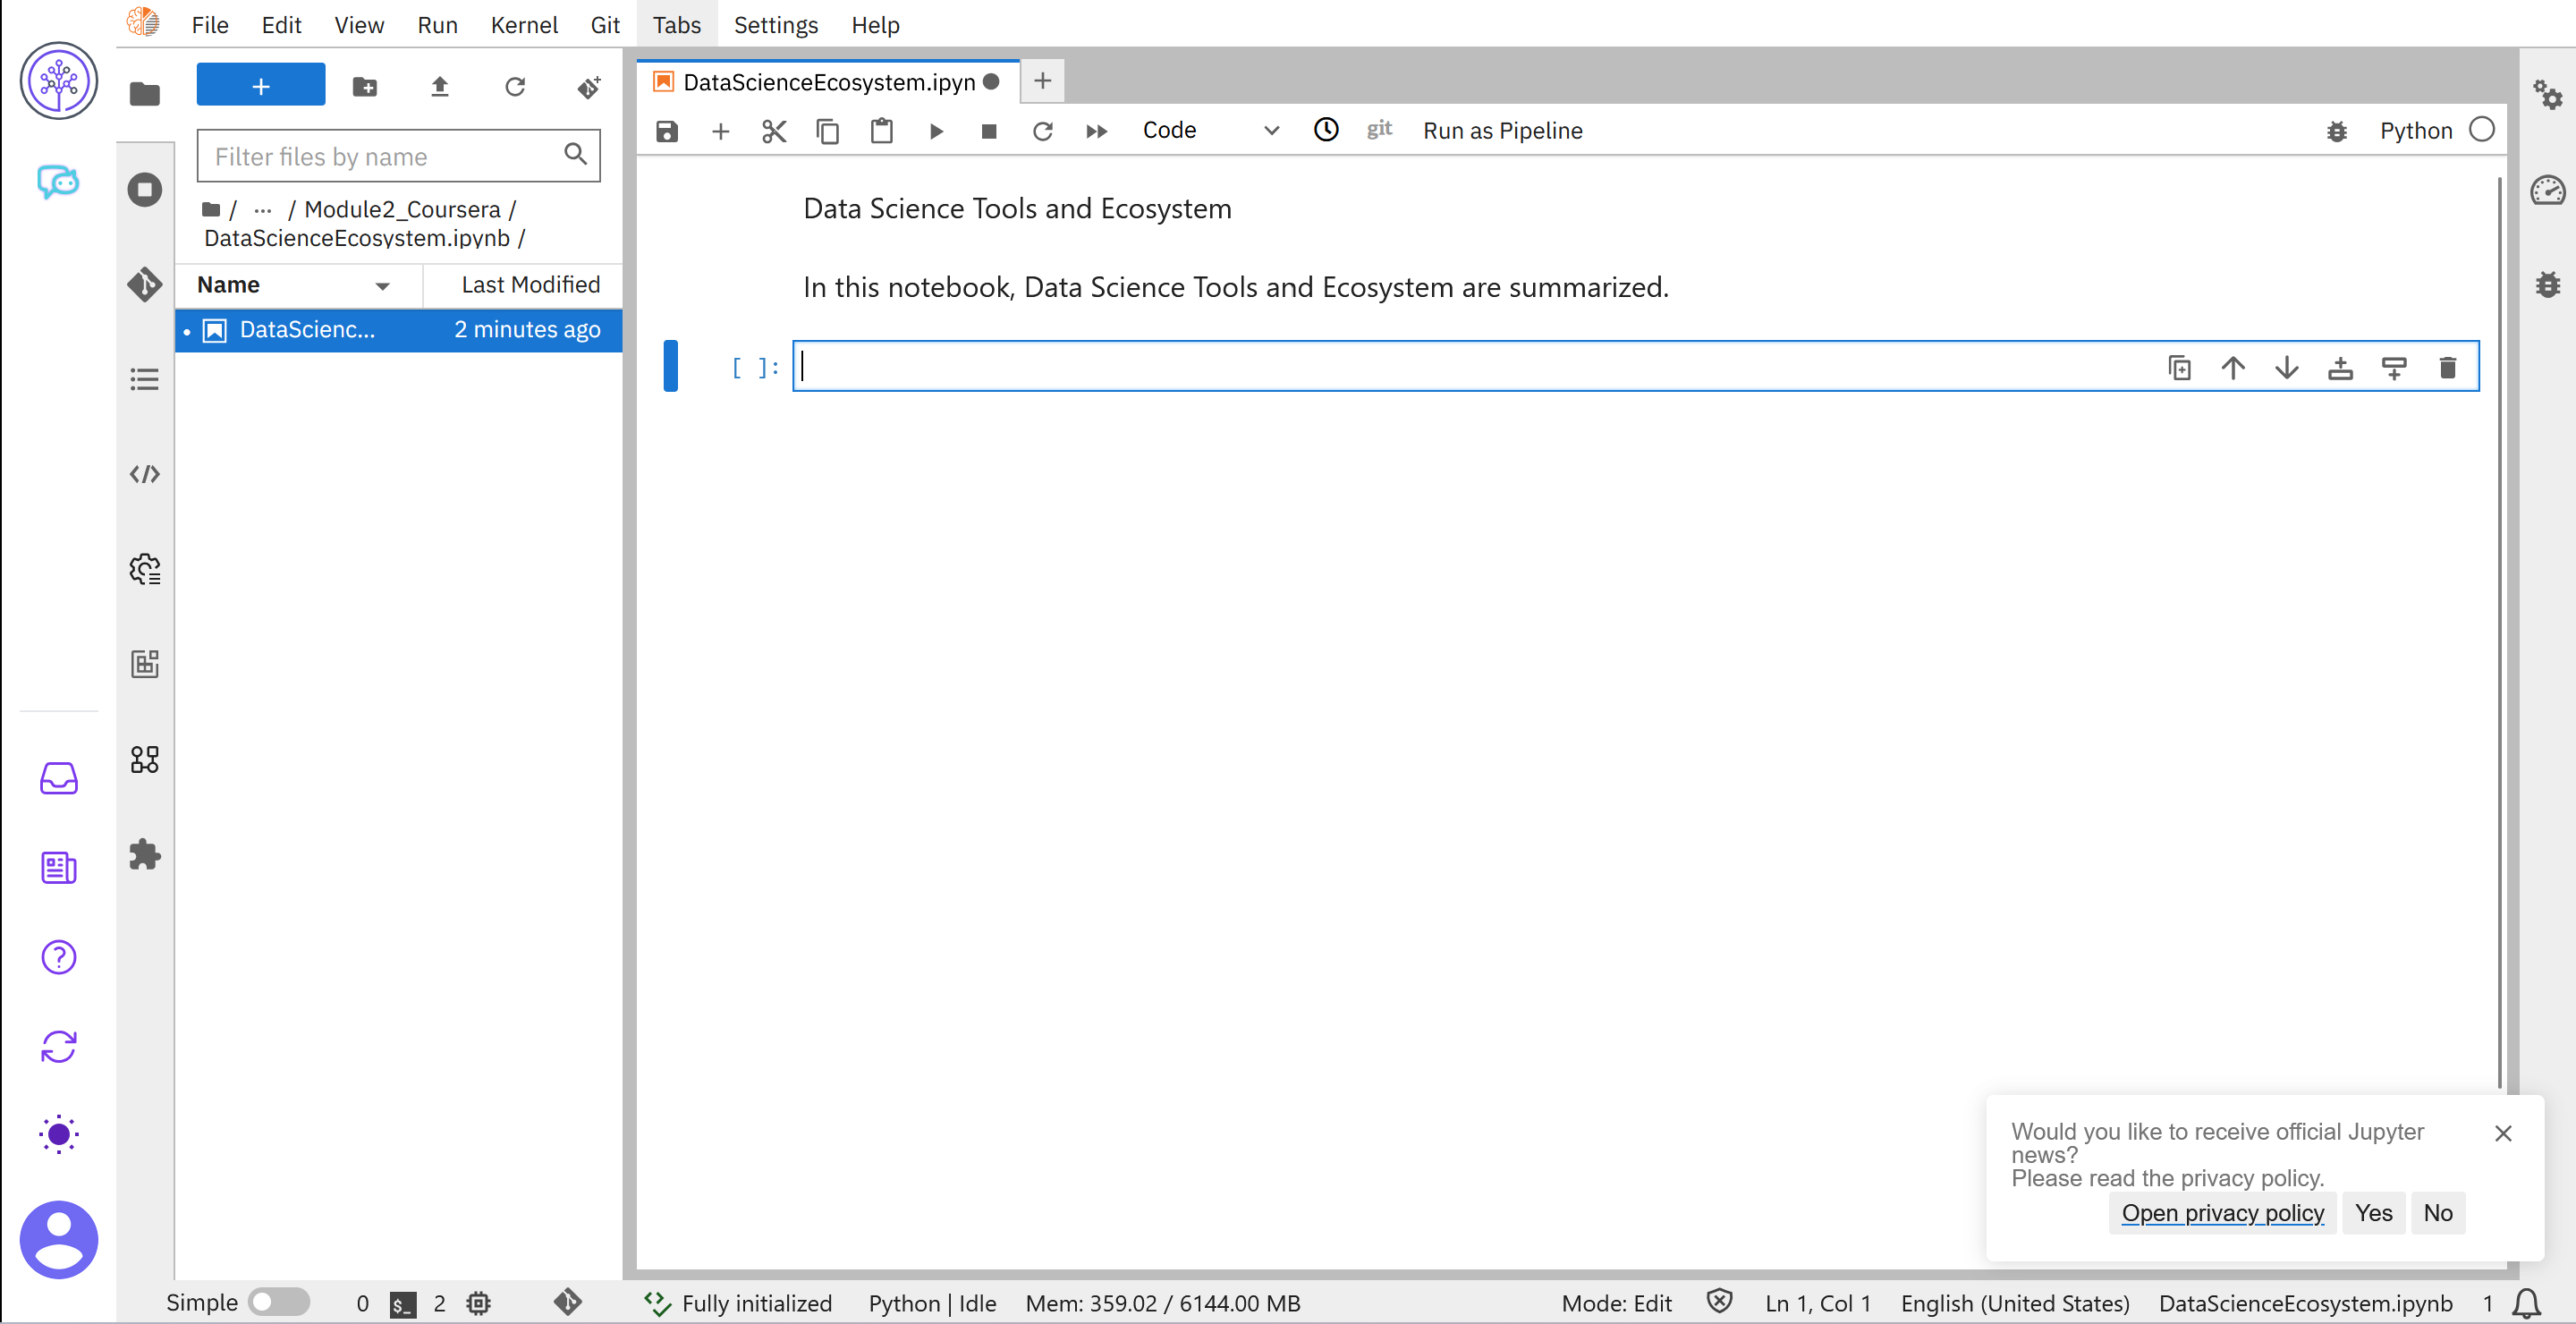 File Edit View Run Kernel Git Tabs Settings Help
+
Filter files by name
/ ... / Module2_Coursera /
DataScienceEcosystem.ipynb /
Name Last Modified
DataScienc... 2 minutes ago
DataScienceEcosystem.ipyn
+
Code git Run as Pipeline Python
Data Science Tools and Ecosystem
In this notebook, Data Science Tools and Ecosystem are summarized.
[ ]:
Would you like to receive official Jupyter
news?
Please read the privacy policy.
Open privacy policy Yes No
Simple 0 $_ 2 Fully initialized Python | Idle Mem: 359.02 / 6144.00 MB Mode: Edit Ln 1, Col 1 English (United States) DataScienceEcosystem.ipynb 1